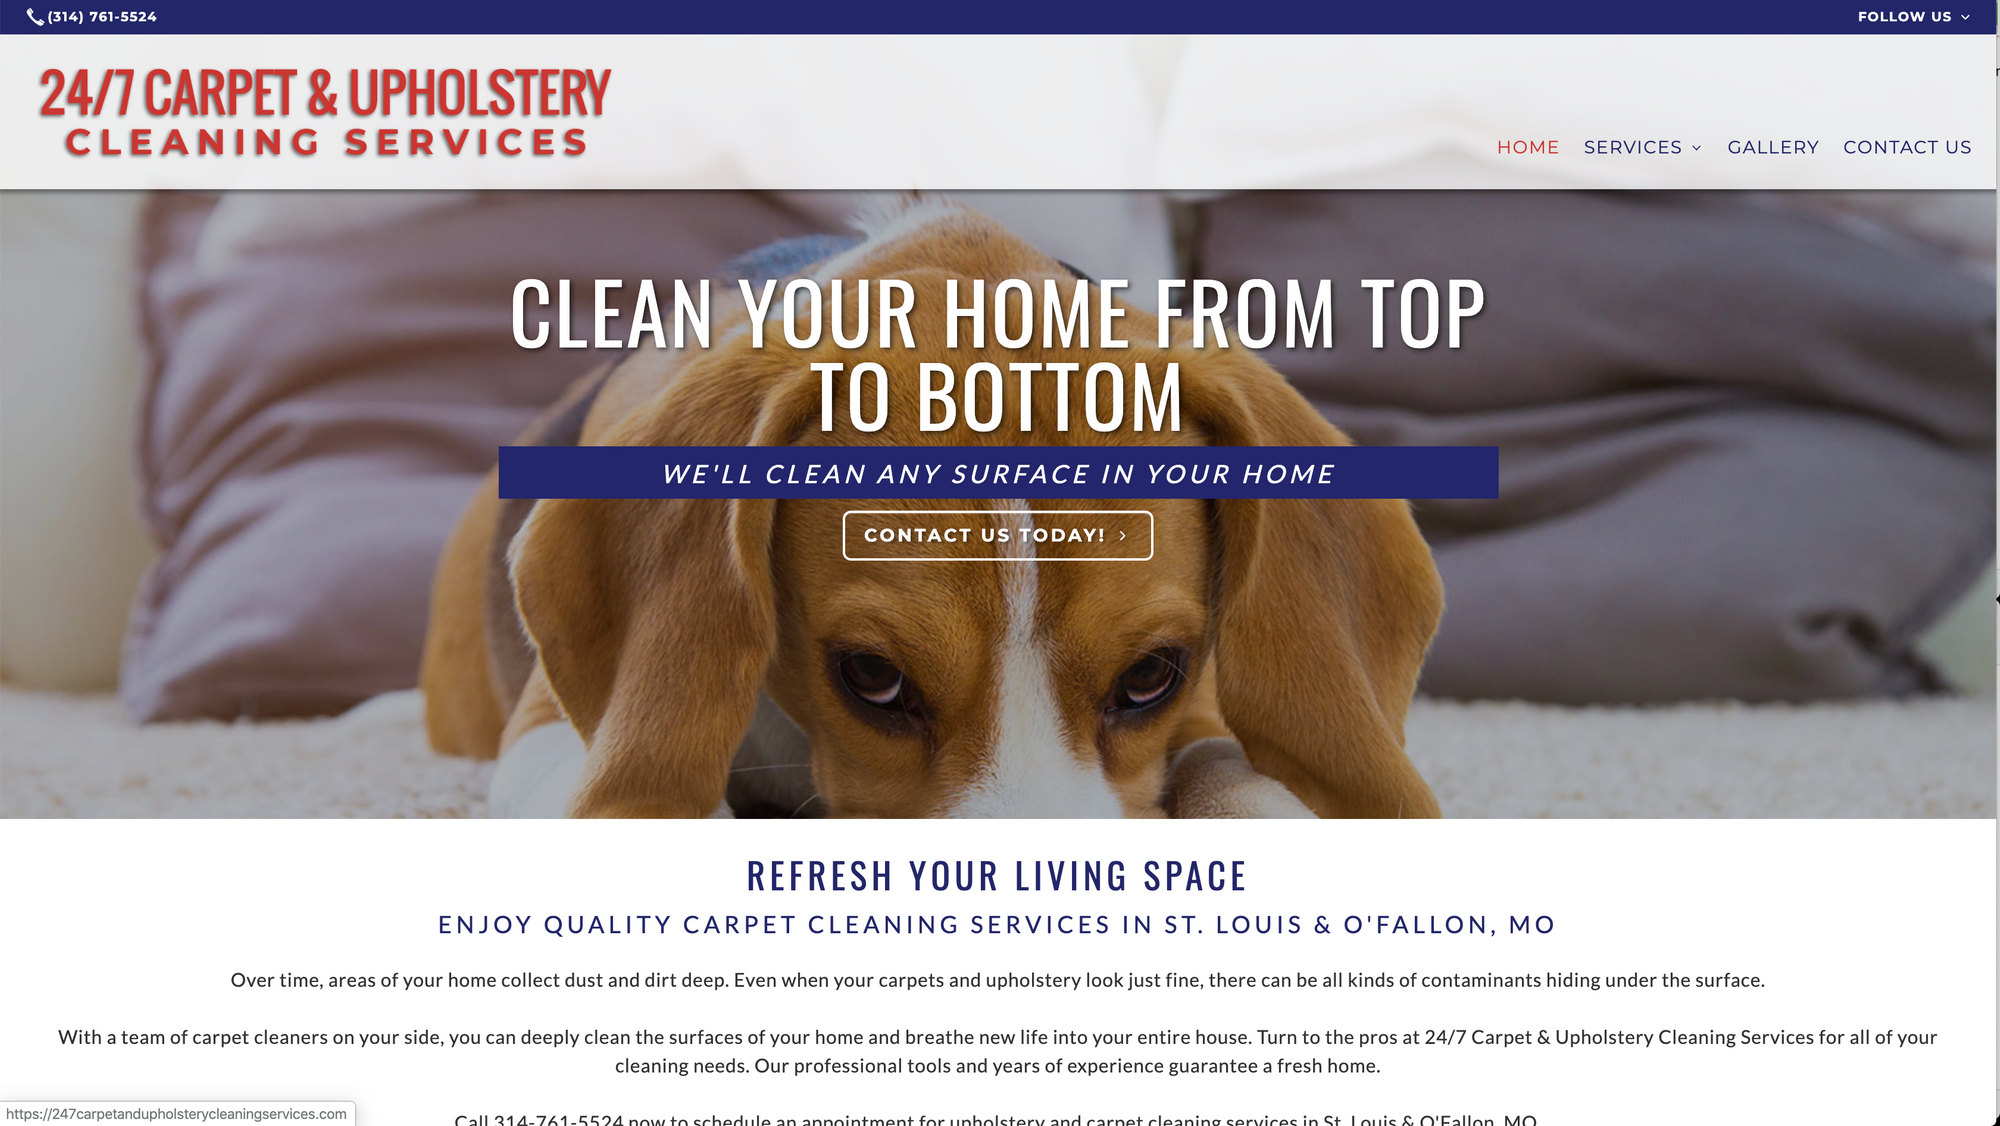 (314) 761-5524
FOLLOW US
24/7 CARPET & UPHOLSTERY
CLEANING SERVICES
HOME SERVICES GALLERY CONTACT US
CLEAN YOUR HOME FROM TOP
TO BOTTOM
WE'LL CLEAN ANY SURFACE IN YOUR HOME
CONTACT US TODAY!
REFRESH YOUR LIVING SPACE
ENJOY QUALITY CARPET CLEANING SERVICES IN ST. LOUIS & O'FALLON, MO
Over time, areas of your home collect dust and dirt deep. Even when your carpets and upholstery look just fine, there can be all kinds of contaminants hiding under the surface.
With a team of carpet cleaners on your side, you can deeply clean the surfaces of your home and breathe new life into your entire house. Turn to the pros at 24/7 Carpet & Upholstery Cleaning Services for all of your
cleaning needs. Our professional tools and years of experience guarantee a fresh home.
Call 314-761-5524 now to schedule an appointment for upholstery and carpet cleaning services in St. Louis & O'Fallon, MO
https://247carpetandupholsterycleaningservices.com